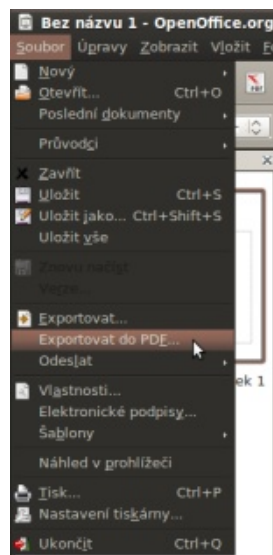 Bez názvu 1 - OpenOffice.org
Soubor Úpravy Zobrazit Vložit
Nový
Otevřít... Ctrl+O
Poslední dokumenty
Průvodci
Zavřít
Uložit Ctrl+S
Uložit jako... Ctrl+Shift+S
Uložit vše
Znovu načíst
Verze...
Exportovat...
Exportovat do PDF...
Odeslat
ek 1
Vlastnosti...
Elektronické podpisy...
Šablony
Náhled v prohlížeči
Tisk... Ctrl+P
Nastavení tiskárny...
Ukončit Ctrl+Q